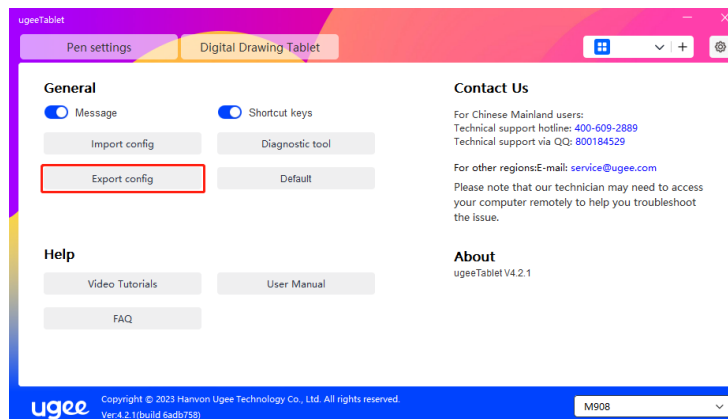 ugeeTablet
Pen settings
Digital Drawing Tablet
General
Message
Shortcut keys
Import config
Diagnostic tool
Export config
Default
Help
Video Tutorials
User Manual
FAQ
Contact Us
For Chinese Mainland users:
Technical support hotline: 400-609-2889
Technical support via QQ: 800184529
For other regions:E-mail: service@ugee.com
Please note that our technician may need to access
your computer remotely to help you troubleshoot
the issue.
About
ugeeTablet V4.2.1
ugee
Copyright © 2023 Hanvon Ugee Technology Co., Ltd. All rights reserved.
Ver:4.2.1(build 6adb758)
M908